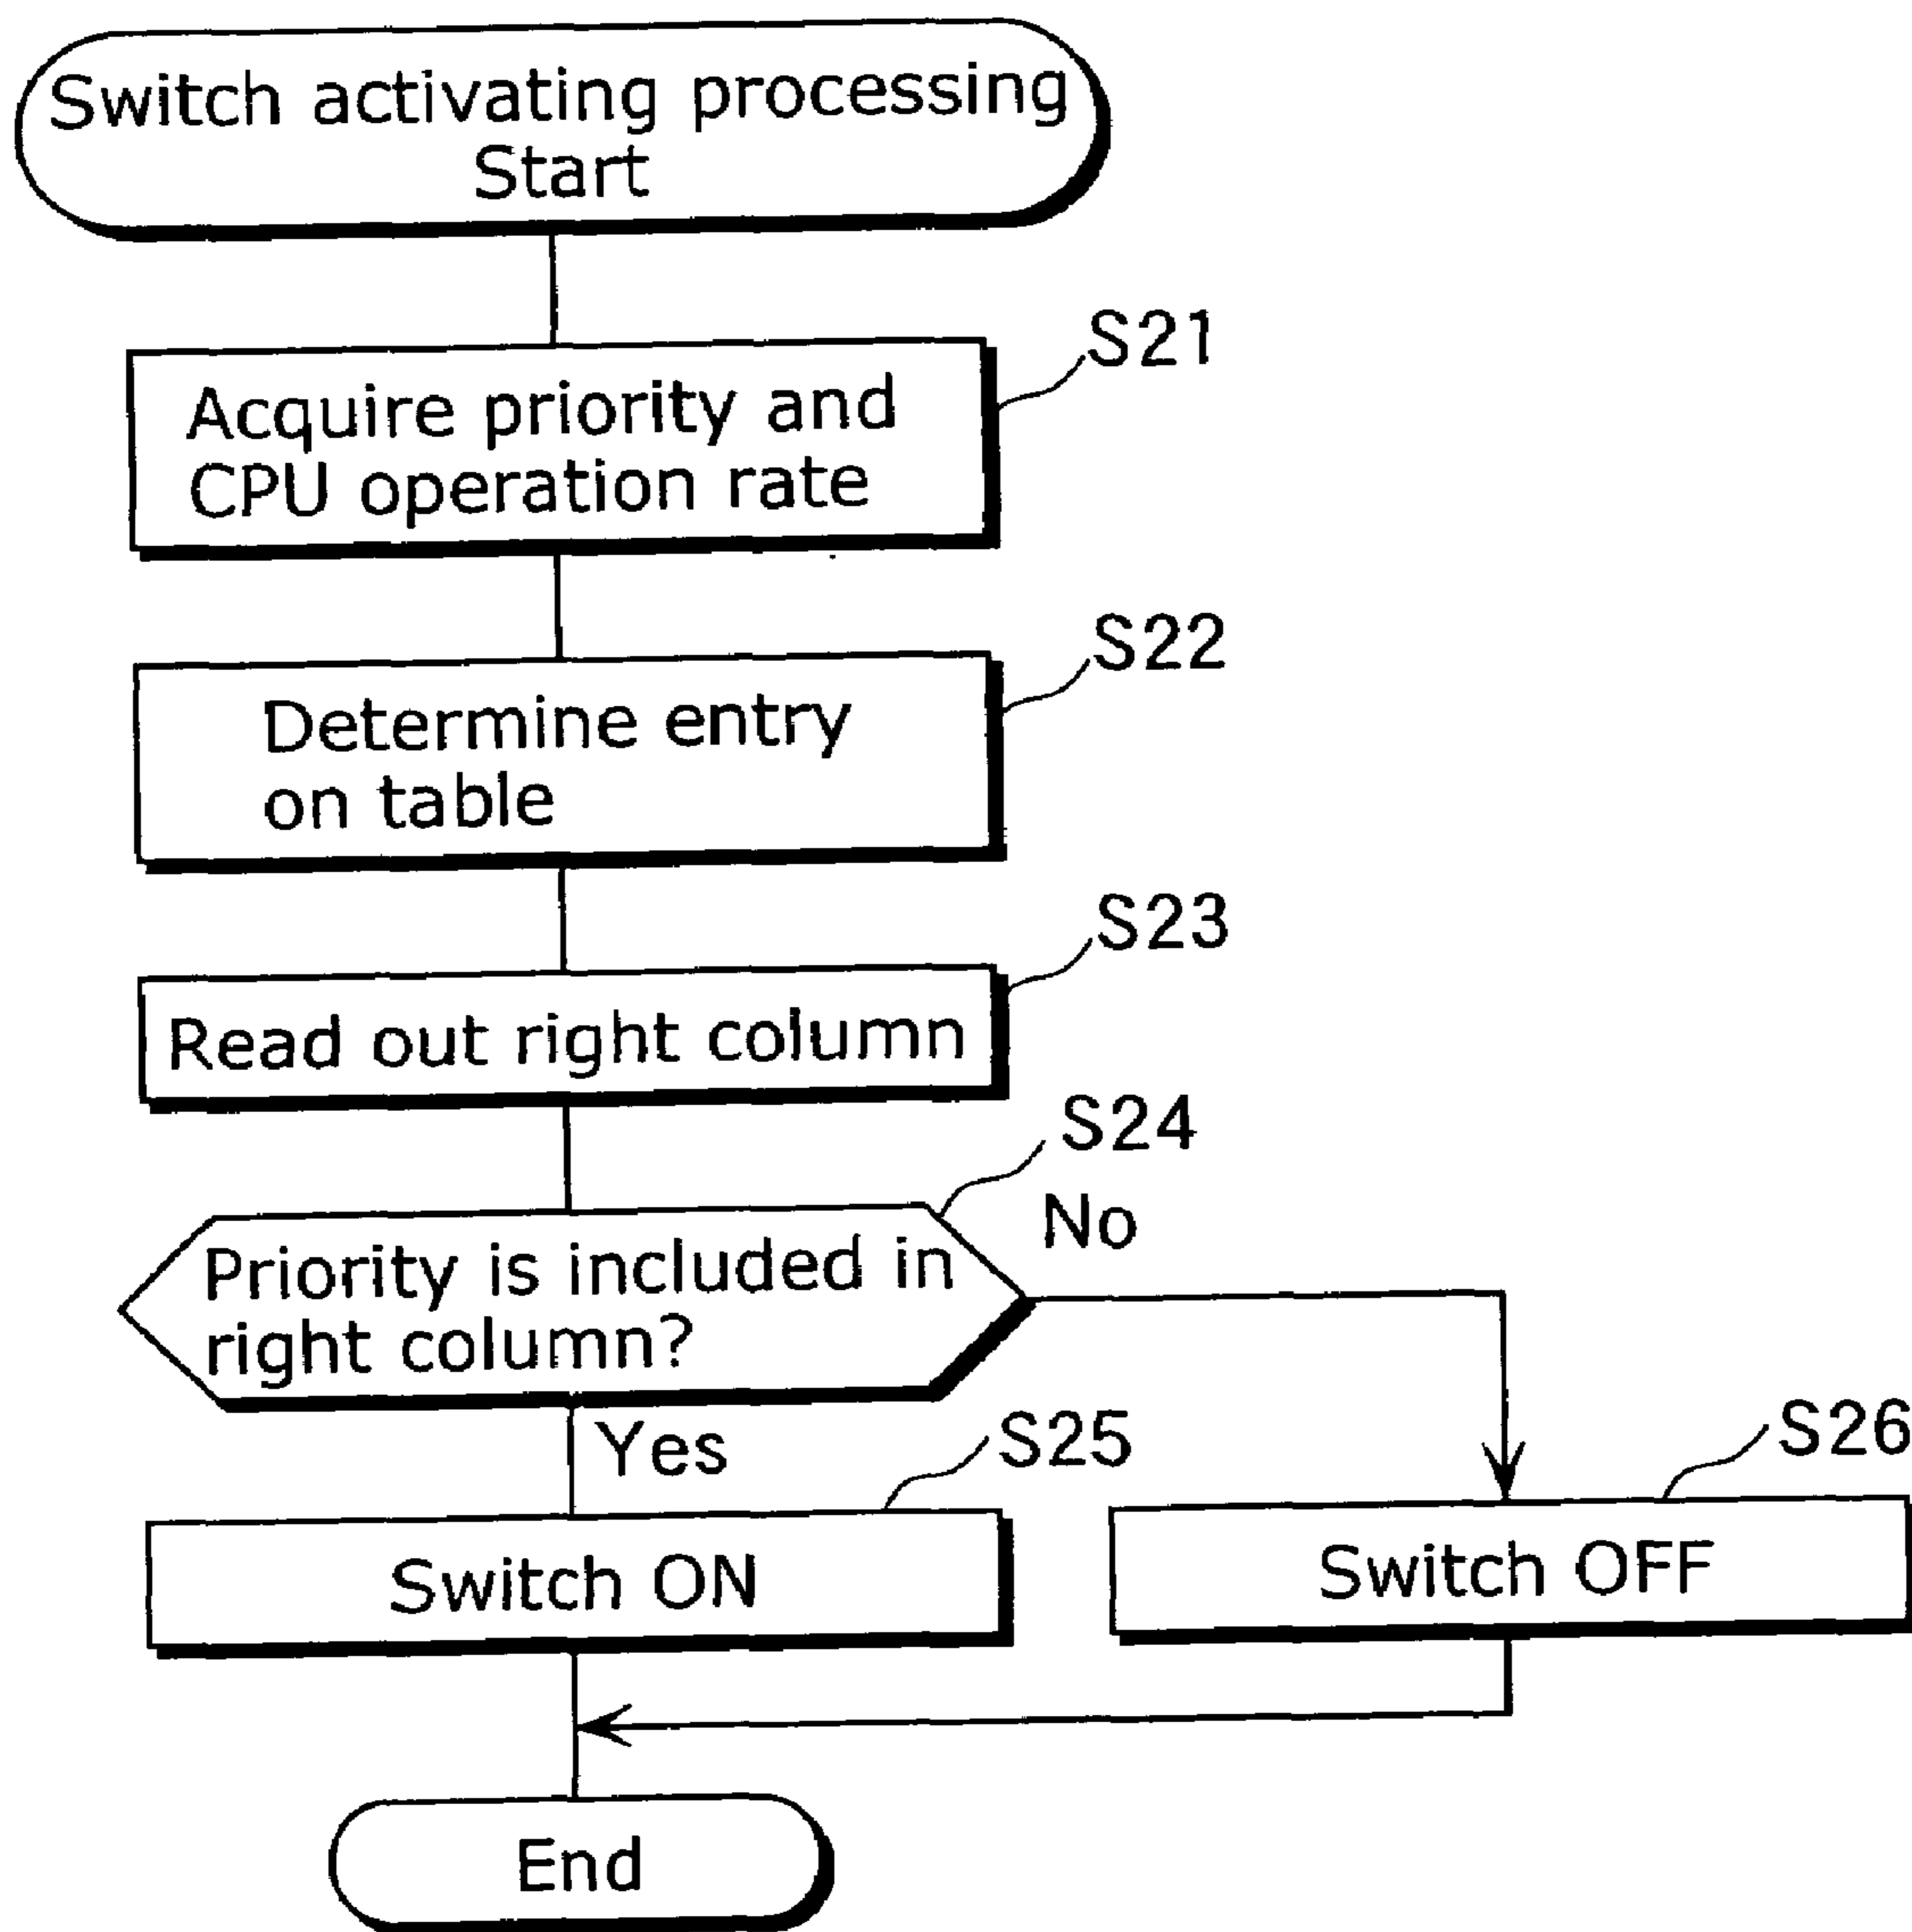 Switch activating processing
Start
S21
Acquire priority and
CPU operation rate
S22
Determine entry
on table
S23
Read out right column
S24
No
Priority is included in
right column?
Yes
S25
S26
Switch ON
Switch OFF
End